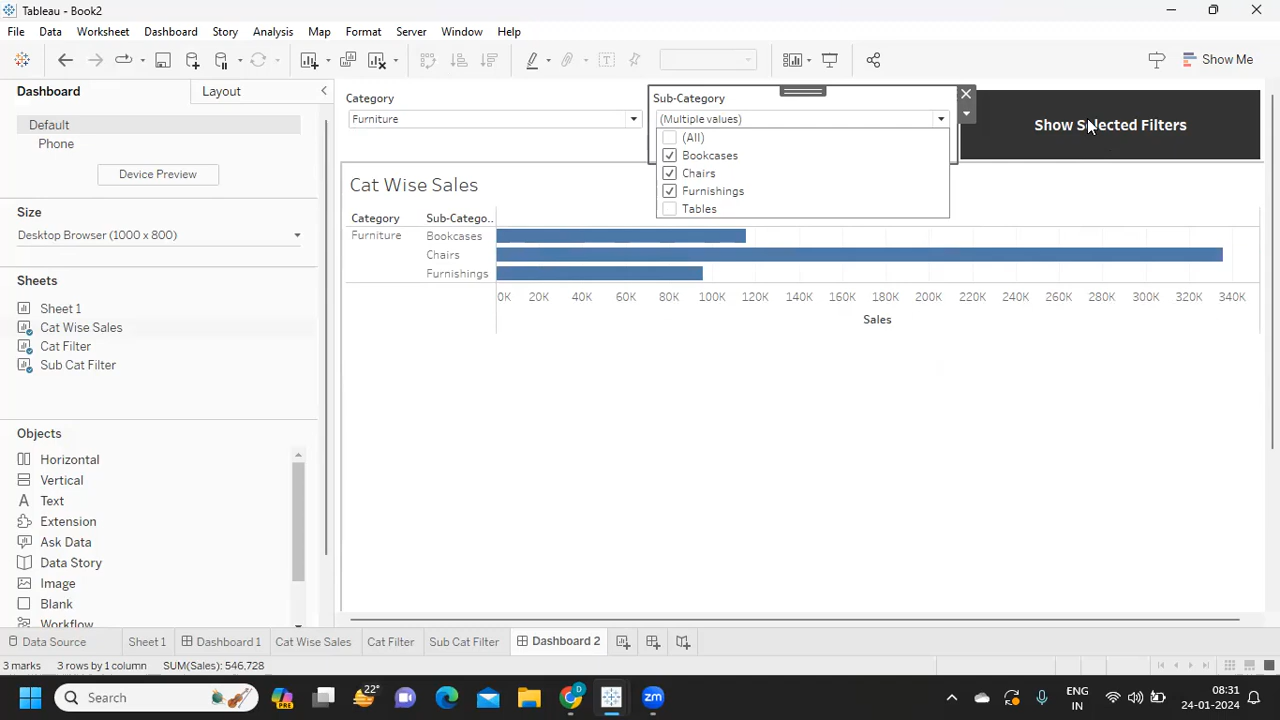 Tableau - Book2
File Data Worksheet Dashboard Story Analysis Map Format Server Window Help
Show Me
Dashboard Layout
Default
Phone
Device Preview
Size
Desktop Browser (1000 x 800)
Sheets
Sheet 1
Cat Wise Sales
Cat Filter
Sub Cat Filter
Objects
Horizontal
Vertical
Text
Extension
Ask Data
Data Story
Image
Blank
Workflow
Category
Furniture
Sub-Category
(Multiple values)
(All)
Bookcases
Chairs
Furnishings
Tables
Show Selected Filters
Cat Wise Sales
Category Sub-Catego..
Furniture Bookcases
Chairs
Furnishings
0K 20K 40K 60K 80K 100K 120K 140K 160K 180K 200K 220K 240K 260K 280K 300K 320K 340K
Sales
Data Source Sheet 1 Dashboard 1 Cat Wise Sales Cat Filter Sub Cat Filter Dashboard 2
3 marks 3 rows by 1 column SUM(Sales): 546,728
Search
PRE
22°
zm
ENG
IN
08:31
24-01-2024